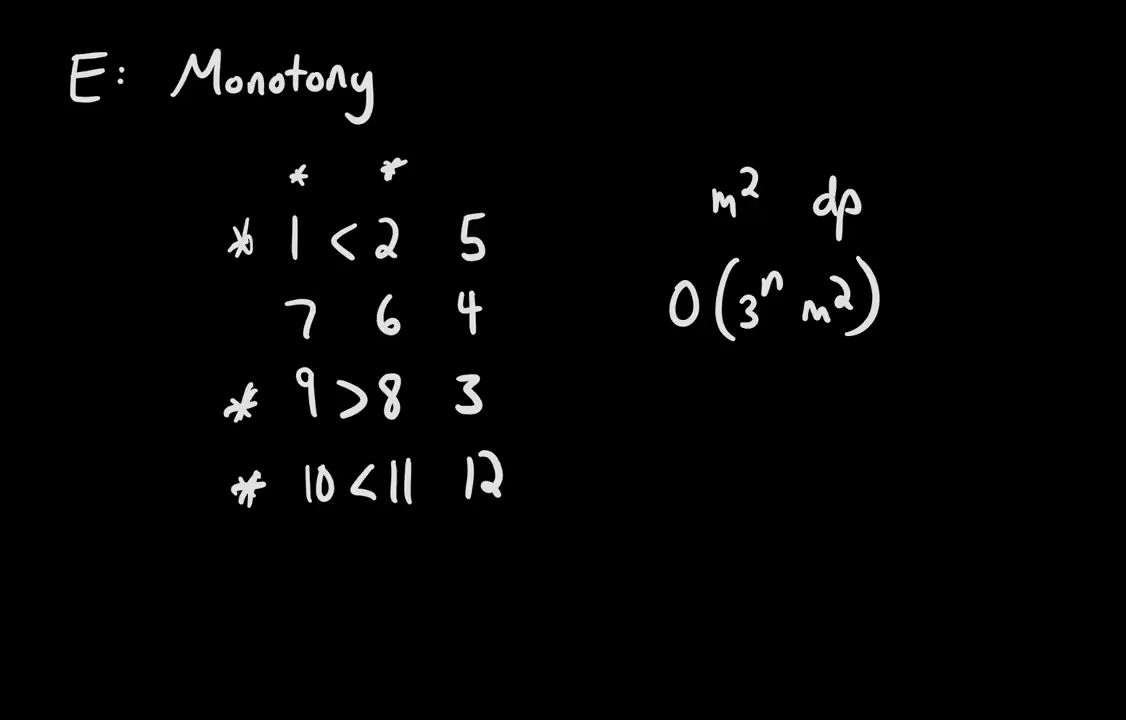 E: Monotony
* *
* 1 < 2 5
7 6 4
* 9 > 8 3
* 10 < 11 12
m² dp
O(3ⁿ m²)